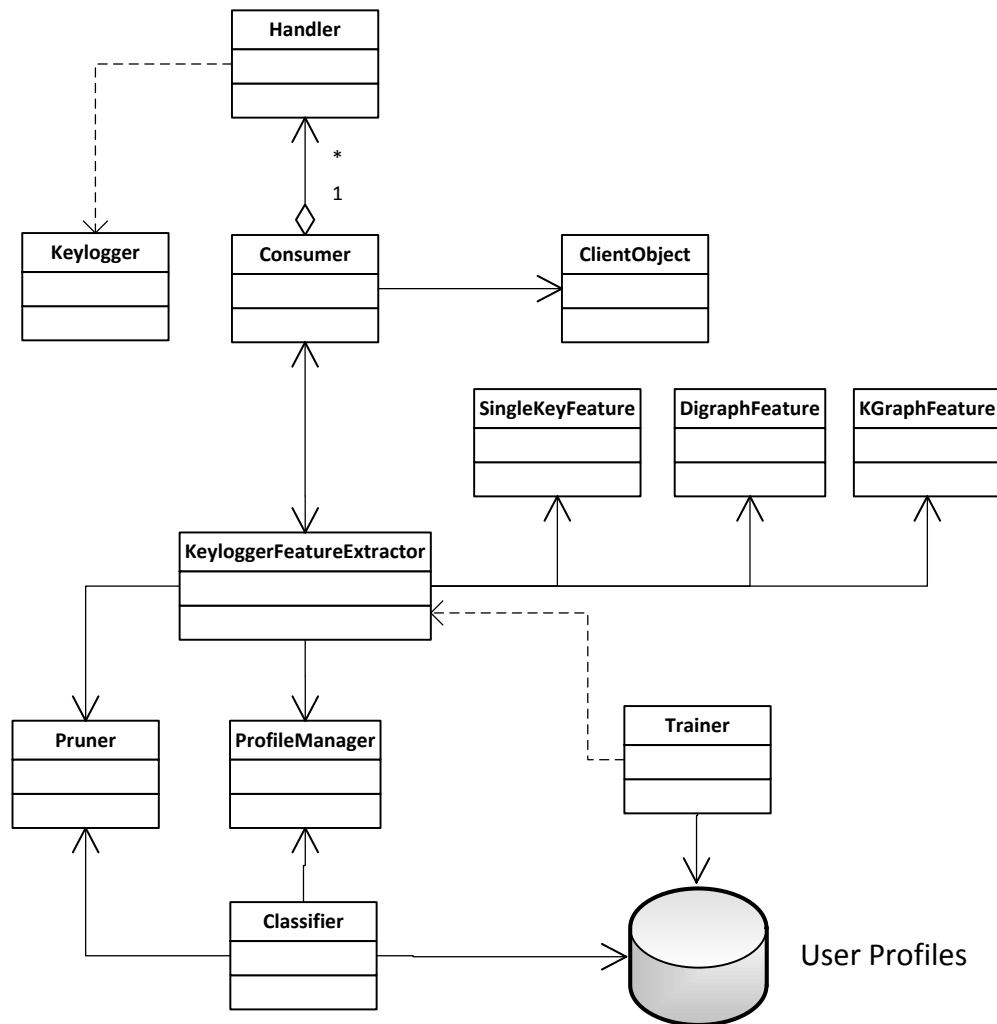 Handler
*
1
Keylogger
Consumer
ClientObject
SingleKeyFeature
DigraphFeature
KGraphFeature
KeyloggerFeatureExtractor
Pruner
ProfileManager
Trainer
Classifier
User Profiles